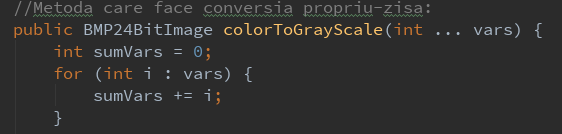 //Metoda care face conversia propriu-zisa:
public BMP24BitImage colorToGrayScale(int ... vars) {
    int sumVars = 0;
    for (int i : vars) {
        sumVars += i;
    }